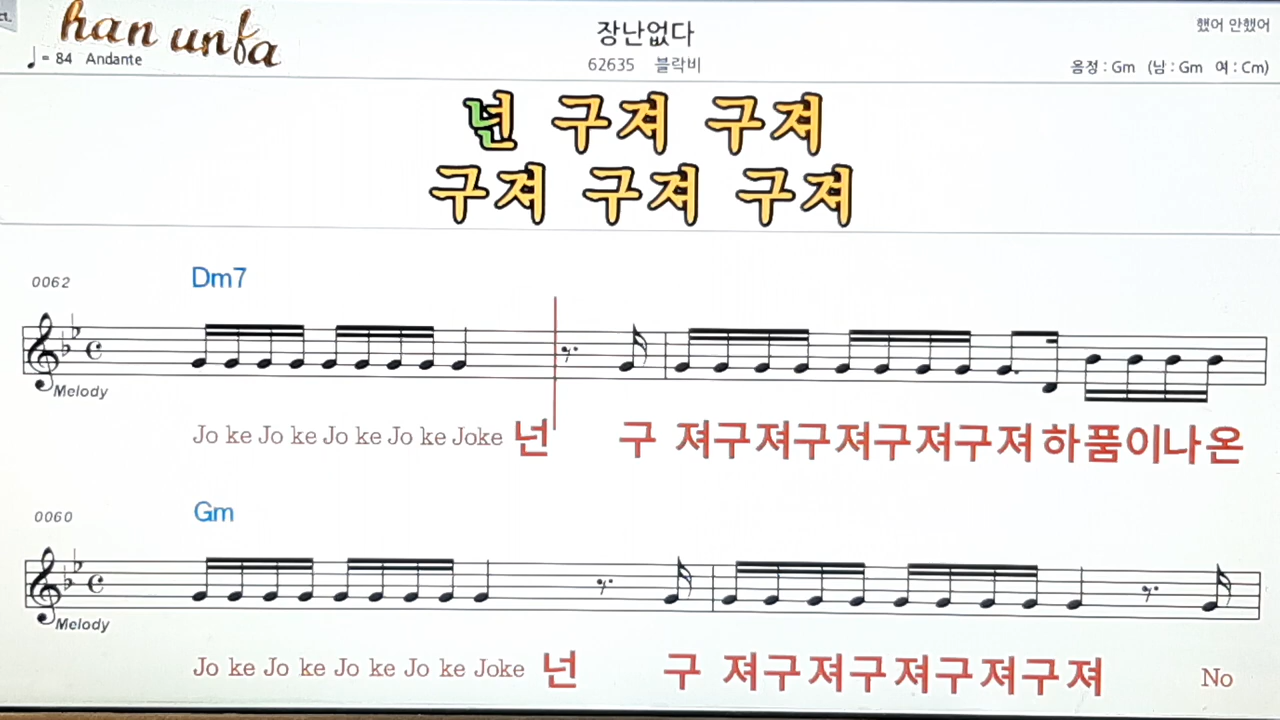 ct.
han unfa
장난없다
했어 안했어
♩= 84 Andante
62635 블락비
음정 : Gm (남 : Gm 여 : Cm)
넌 구져 구져
구져 구져 구져
0062
Dm7
Melody
Jo ke Jo ke Jo ke Jo ke Joke 넌 구 져구져구져구져구져하품이나온
0060
Gm
Melody
Jo ke Jo ke Jo ke Jo ke Joke 넌 구 져구져구져구져구져 No